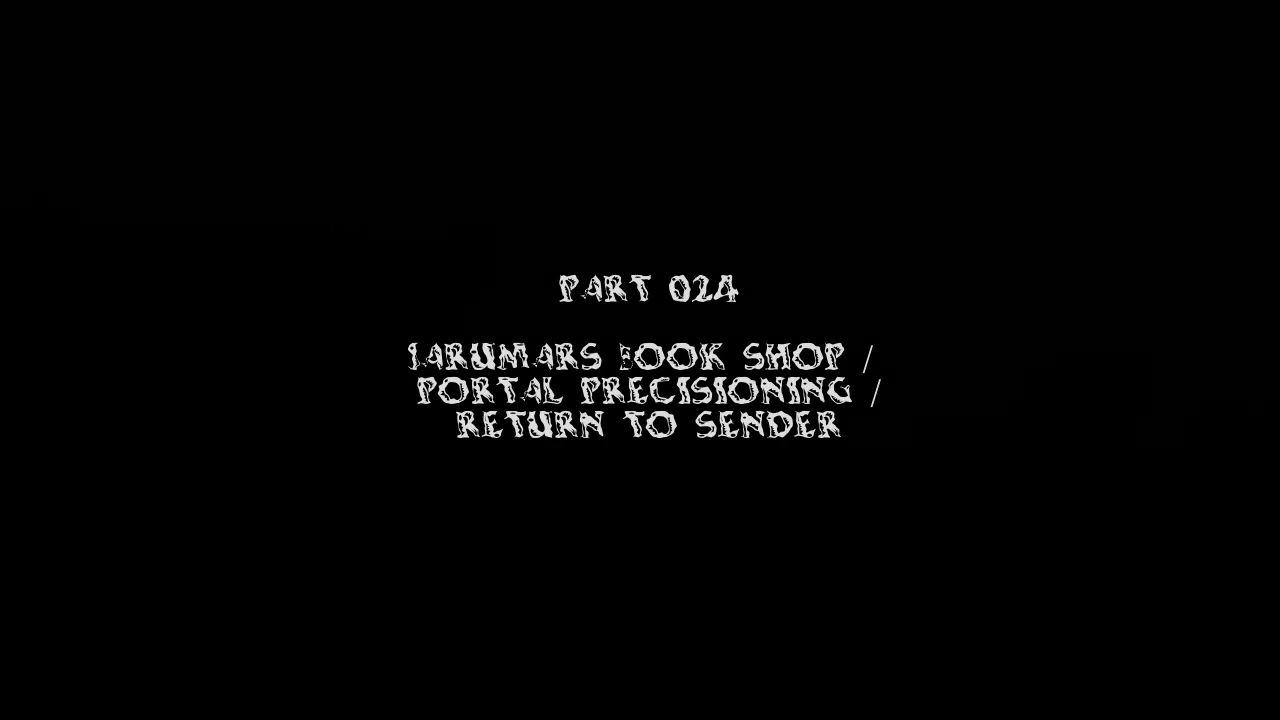 PART 024
BOOK SHOP /
PORTAL PRECISIONING /
RETURN TO SENDER